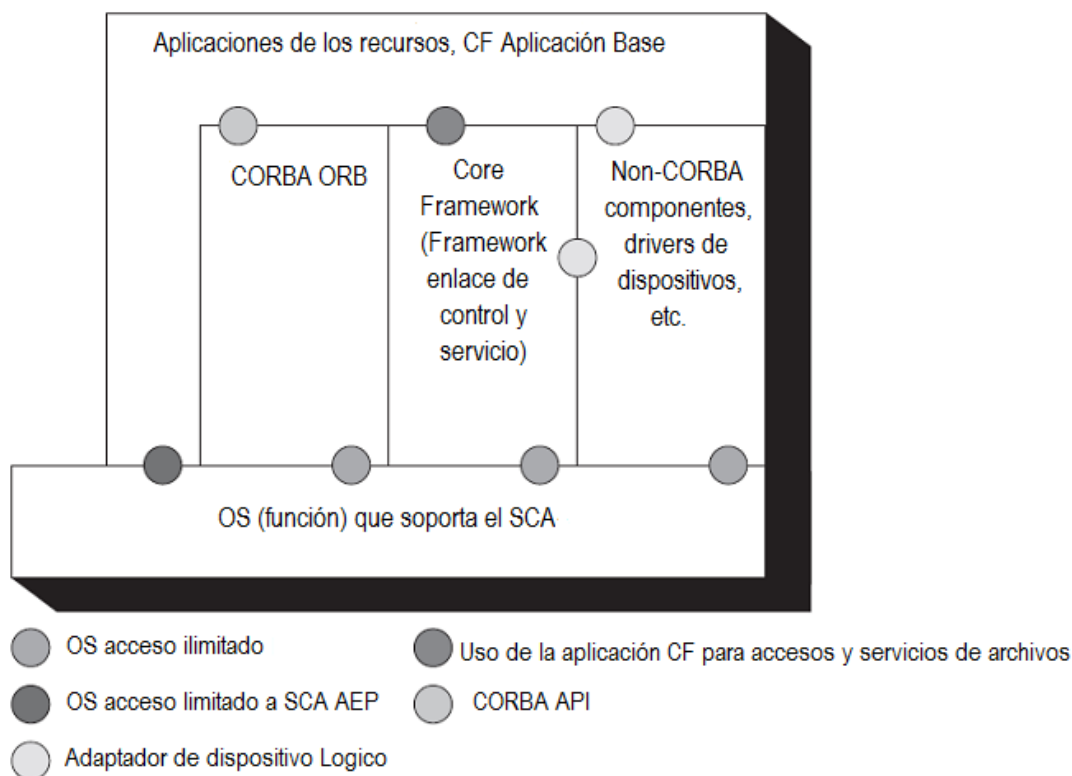 Aplicaciones de los recursos, CF Aplicación Base
CORBA ORB
Core
Framework
(Framework
enlace de
control y
servicio)
Non-CORBA
componentes,
drivers de
dispositivos,
etc.
OS (función) que soporta el SCA
OS acceso ilimitado
Uso de la aplicación CF para accesos y servicios de archivos
OS acceso limitado a SCA AEP
CORBA API
Adaptador de dispositivo Logico